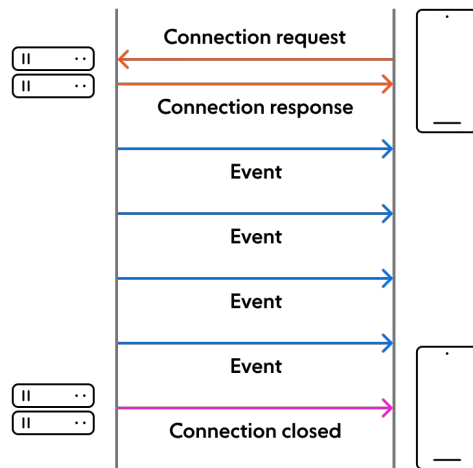 Connection request
Connection response
Event
Event
Event
Event
Connection closed